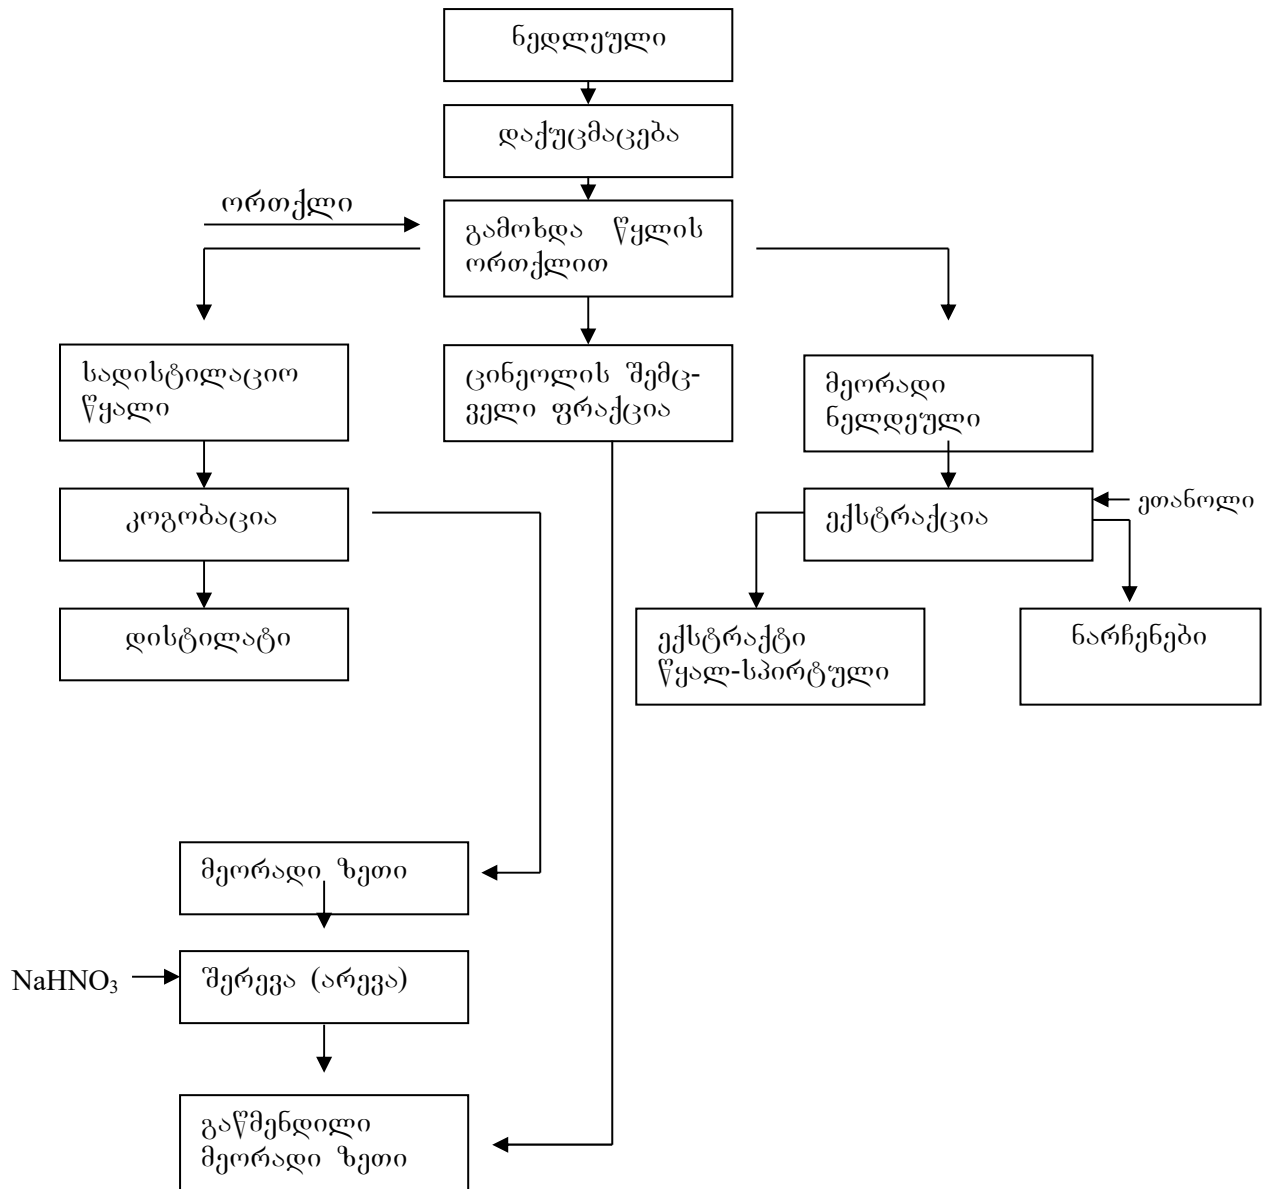 ნედლეული
დაქუცმაცება
ორთქლი
გამოხდა წყლის
ორთქლით
სადისტილაციო
წყალი
ცინეოლის შემც-
ველი ფრაქცია
მეორადი
ნელდეული
კოგობაცია
ექსტრაქცია
ეთანოლი
დისტილატი
ექსტრაქტი
წყალ-სპირტული
ნარჩენები
მეორადი ზეთი
NaHNO₃
შერევა (არევა)
გაწმენდილი
მეორადი ზეთი